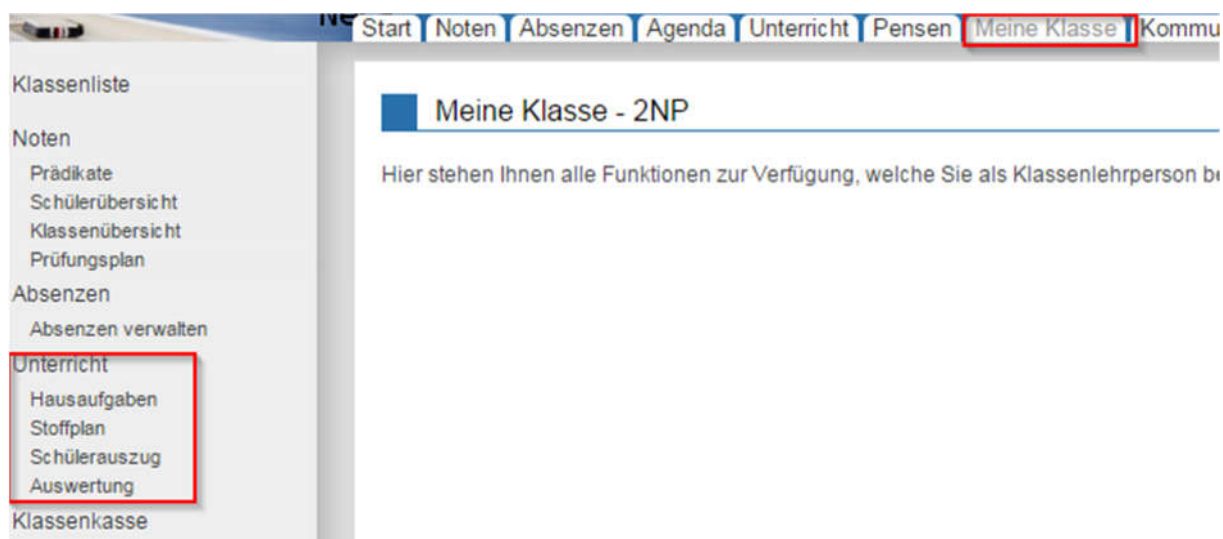 Start Noten Absenzen Agenda Unterricht Pensen Meine Klasse
Klassenliste
Noten
Prädikate
Schülerübersicht
Klassenübersicht
Prüfungsplan
Absenzen
Absenzen verwalten
Unterricht
Hausaufgaben
Stoffplan
Schülerauszug
Auswertung
Klassenkasse
Meine Klasse - 2NP
Hier stehen Ihnen alle Funktionen zur Verfügung, welche Sie als Klassenlehrperson